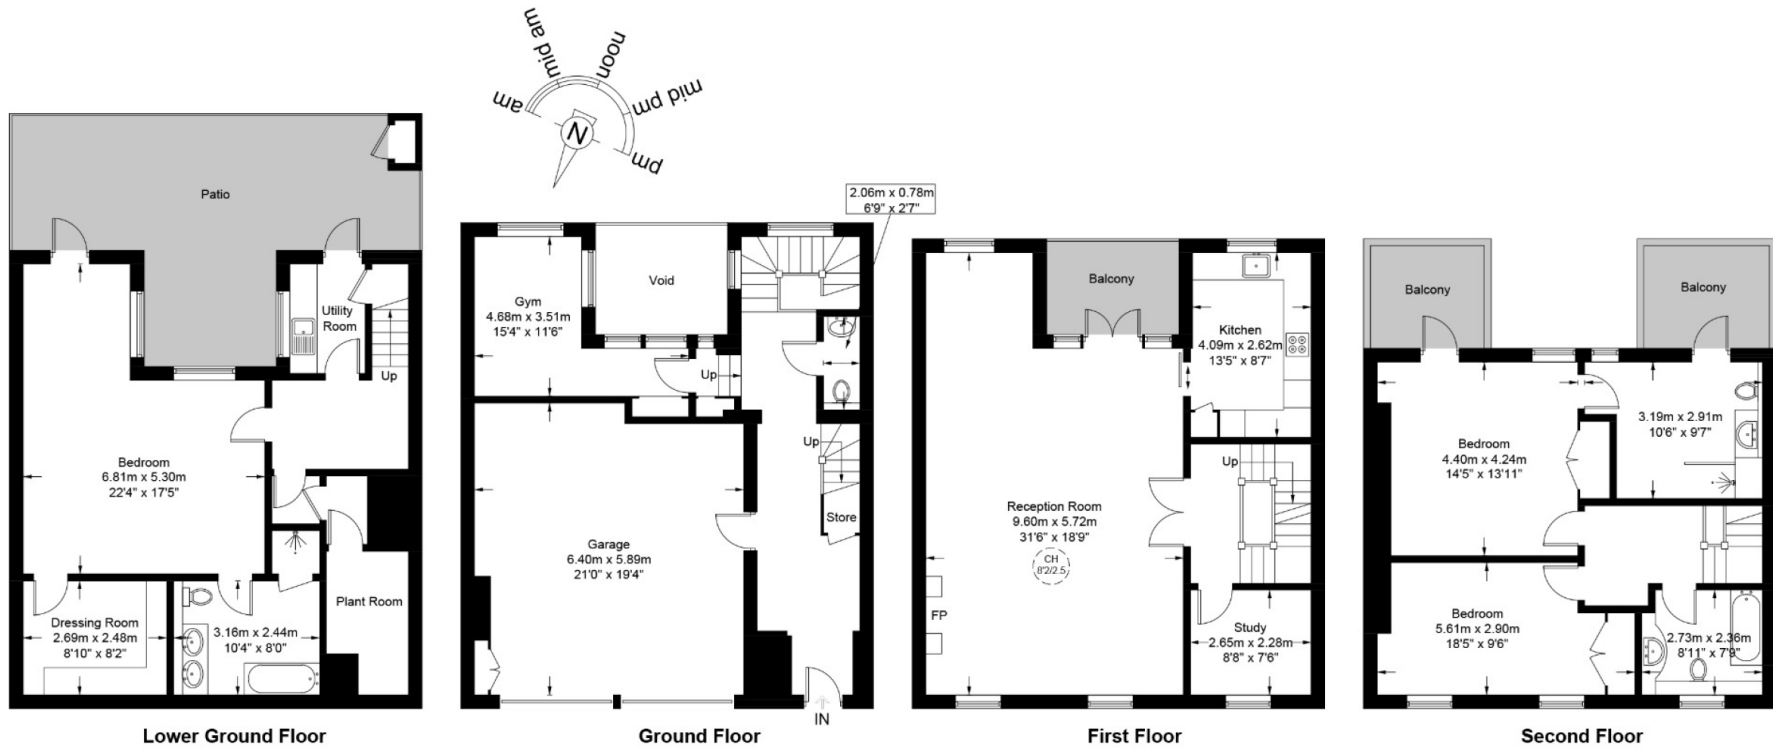 am
mid am
noon
mid pm
pm
N
Patio
Utility
Room
Up
Bedroom
6.81m x 5.30m
22'4" x 17'5"
Dressing Room
2.69m x 2.48m
8'10" x 8'2"
3.16m x 2.44m
10'4" x 8'0"
Plant Room
Lower Ground Floor
2.06m x 0.78m
6'9" x 2'7"
Void
Gym
4.68m x 3.51m
15'4" x 11'6"
Up
Up
Store
Garage
6.40m x 5.89m
21'0" x 19'4"
IN
Ground Floor
Balcony
Kitchen
4.09m x 2.62m
13'5" x 8'7"
Up
Reception Room
9.60m x 5.72m
31'6" x 18'9"
CH
8'2/2.5
FP
Study
2.65m x 2.28m
8'8" x 7'6"
First Floor
Balcony
Balcony
3.19m x 2.91m
10'6" x 9'7"
Bedroom
4.40m x 4.24m
14'5" x 13'11"
Bedroom
5.61m x 2.90m
18'5" x 9'6"
2.73m x 2.36m
8'11" x 7'9"
Second Floor